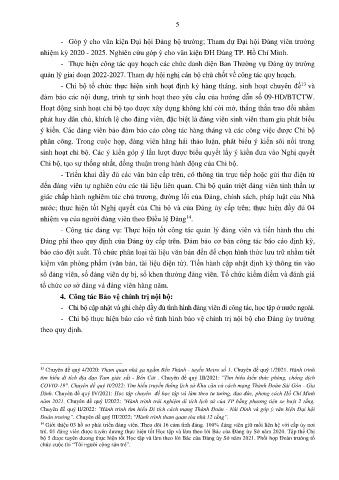 5
- Góp ý cho văn kiện Đại hội Đảng bộ trường; Tham dự Đại hội Đảng viên trường
nhiệm kỳ 2020 - 2025. Nghiên cứu góp ý cho văn kiện ĐH Đảng TP. Hồ Chí Minh.
- Thực hiện công tác quy hoạch các chức danh diện Ban Thường vụ Đảng ủy trường
quản lý giai đoạn 2022-2027. Tham dự hội nghị cán bộ chủ chốt về công tác quy hoạch.
- Chi bộ tổ chức thực hiện sinh hoạt định kỳ hàng tháng, sinh hoạt chuyên đề¹³ và
đảm bảo các nội dung, trình tự sinh hoạt theo yêu cầu của hướng dẫn số 09-HD/BTCTW.
Hoạt động sinh hoạt chi bộ tạo được xây dựng không khí cởi mở, thẳng thắn trao đổi nhằm
phát huy dân chủ, khích lệ cho đảng viên, đặc biệt là đảng viên sinh viên tham gia phát biểu
ý kiến. Các đảng viên báo đảm báo cáo công tác hàng tháng và các công việc được Chi bộ
phân công. Trong cuộc họp, đảng viên hăng hái thảo luận, phát biểu ý kiến sôi nổi trong
sinh hoạt chi bộ. Các ý kiến góp ý lần lượt được biểu quyết lấy ý kiến đưa vào Nghị quyết
Chi bộ, tạo sự thống nhất, đồng thuận trong hành động của Chi bộ.
- Triển khai đầy đủ các văn bản cấp trên, có thông tin trực tiếp hoặc gửi thư điện tử
đến đảng viên tự nghiên cứu các tài liệu liên quan. Chi bộ quán triệt đảng viên tinh thần tự
giác chấp hành nghiêm túc chủ trương, đường lối của Đảng, chính sách, pháp luật của Nhà
nước; thực hiện tốt Nghị quyết của Chi bộ và của Đảng ủy cấp trên; thực hiện đầy đủ 04
nhiệm vụ của người đảng viên theo Điều lệ Đảng¹⁴.
- Công tác đảng vụ: Thực hiện tốt công tác quản lý đảng viên và tiến hành thu chi
Đảng phí theo quy định của Đảng ủy cấp trên. Đảm bảo cơ bản công tác báo cáo định kỳ,
báo cáo đột xuất. Tổ chức phân loại tài liệu văn bản đến để chọn hình thức lưu trữ nhằm tiết
kiệm văn phòng phẩm (văn bản, tài liệu điện tử). Tiến hành cập nhật định kỳ thông tin vào
sổ đảng viên, sổ đảng viên dự bị, sổ khen thưởng đảng viên. Tổ chức kiểm điểm và đánh giá
tổ chức cơ sở đảng và đảng viên hằng năm.
4. Công tác Bảo vệ chính trị nội bộ:
- Chi bộ cập nhật và ghi chép đầy đủ tình hình đảng viên đi công tác, học tập ở nước ngoài.
- Chi bộ thực hiện báo cáo về tình hình bảo vệ chính trị nội bộ cho Đảng ủy trường
theo quy định.
¹³ Chuyên đề quý 4/2020: Tham quan nhà ga ngầm Bến Thành - tuyến Metro số 1. Chuyên đề quý 1/2021. Hành trình
tìm hiểu di tích địa đạo Tam giác sắt - Bến Cát . Chuyên đề quý III/2021: "Tìm hiểu kiến thức phòng, chống dịch
COVID-19". Chuyên đề quý II/2022: Tìm hiểu truyền thống lịch sử Khu căn cứ cách mạng Thành Đoàn Sài Gòn - Gia
Định. Chuyên đề quý IV/2021: Học tập chuyên đề học tập và làm theo tư tưởng, đạo đức, phong cách Hồ Chí Minh
năm 2021. Chuyên đề quý I/2022: "Hành trình trải nghiệm di tích lịch sử của TP bằng phương tiện xe buýt 2 tầng.
Chuyên đề quý II/2022: "Hành trình tìm hiểu Di tích cách mạng Thành Đoàn - Hải Dinh và góp ý văn kiện Đại hội
Đoàn trường". Chuyên đề quý III/2022: "Hành trình tham quan tòa nhà 12 tầng".
¹⁴ Giới thiệu 03 hồ sơ phát triển đảng viên. Theo dõi 16 cảm tình đảng. 100% đảng viên giữ mối liên hệ với cấp ủy nơi
trú. 03 đảng viên được tuyên dương thực hiện tốt Học tập và làm theo lời Bác của Đảng ủy Sở năm 2020. Tập thể Chi
bộ 5 được tuyên dương thực hiện tốt Học tập và làm theo lời Bác của Đảng ủy Sở năm 2021. Phối hợp Đoàn trường tổ
chức cuộc thi "Tôi-người cộng sản trẻ".